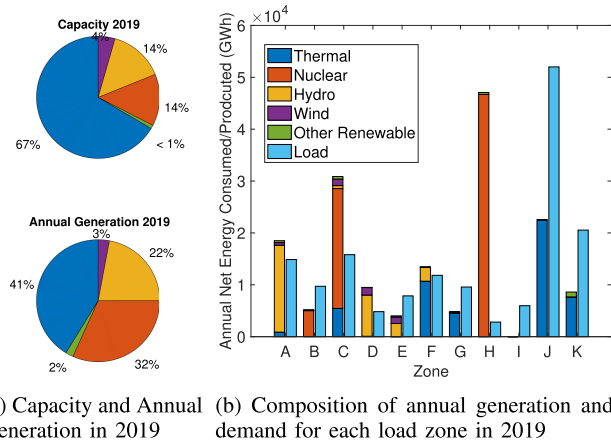 Capacity 2019
4%
14%
14%
< 1%
67%
Annual Generation 2019
3%
22%
32%
2%
41%
×10^4
Annual Net Energy Consumed/Prodcuted (GWh)
6
5
4
3
2
1
0
Thermal
Nuclear
Hydro
Wind
Other Renewable
Load
A B C D E F G H I J K
Zone
) Capacity and Annual
eneration in 2019
(b) Composition of annual generation and
demand for each load zone in 2019